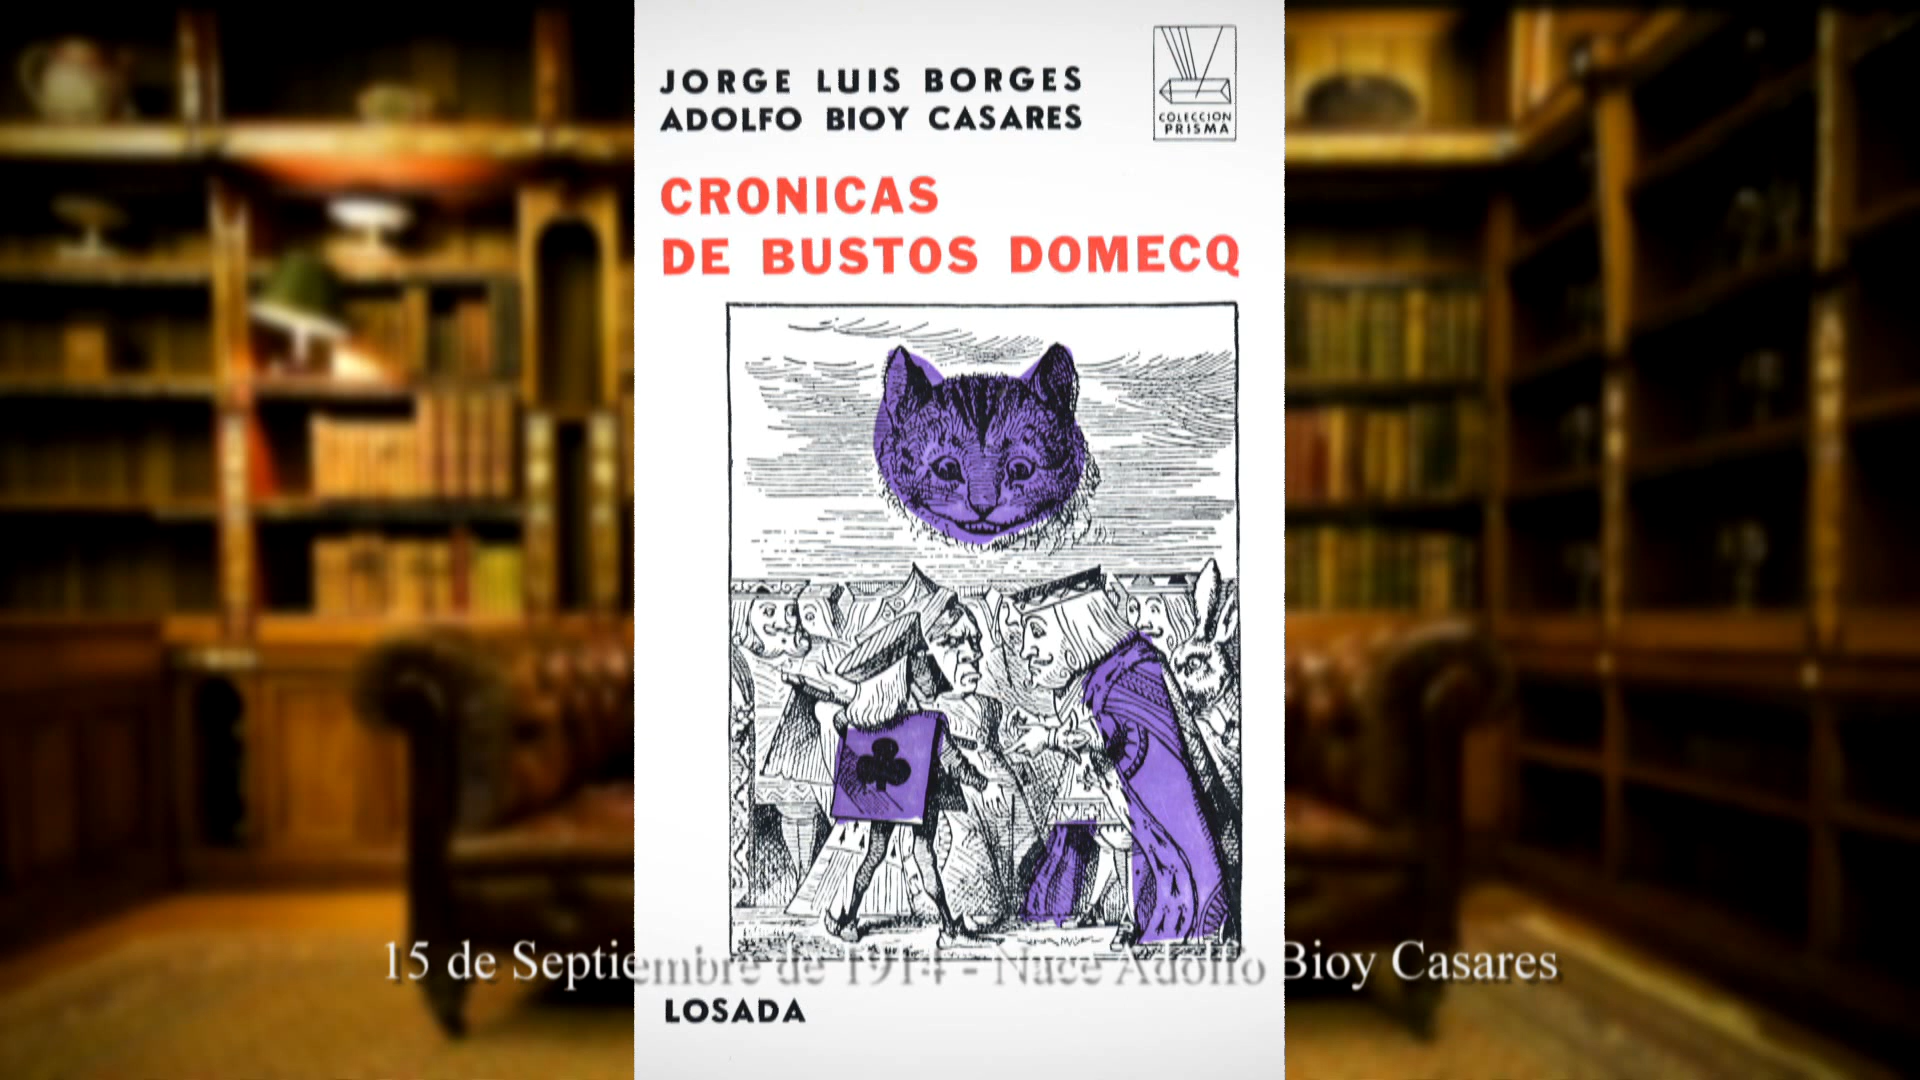 JORGE LUIS BORGES
ADOLFO BIOY CASARES
COLECCION
PRISMA
CRONICAS
DE BUSTOS DOMECQ
15 de Septiembre de 1914 - Nace Adolfo Bioy Casares
LOSADA